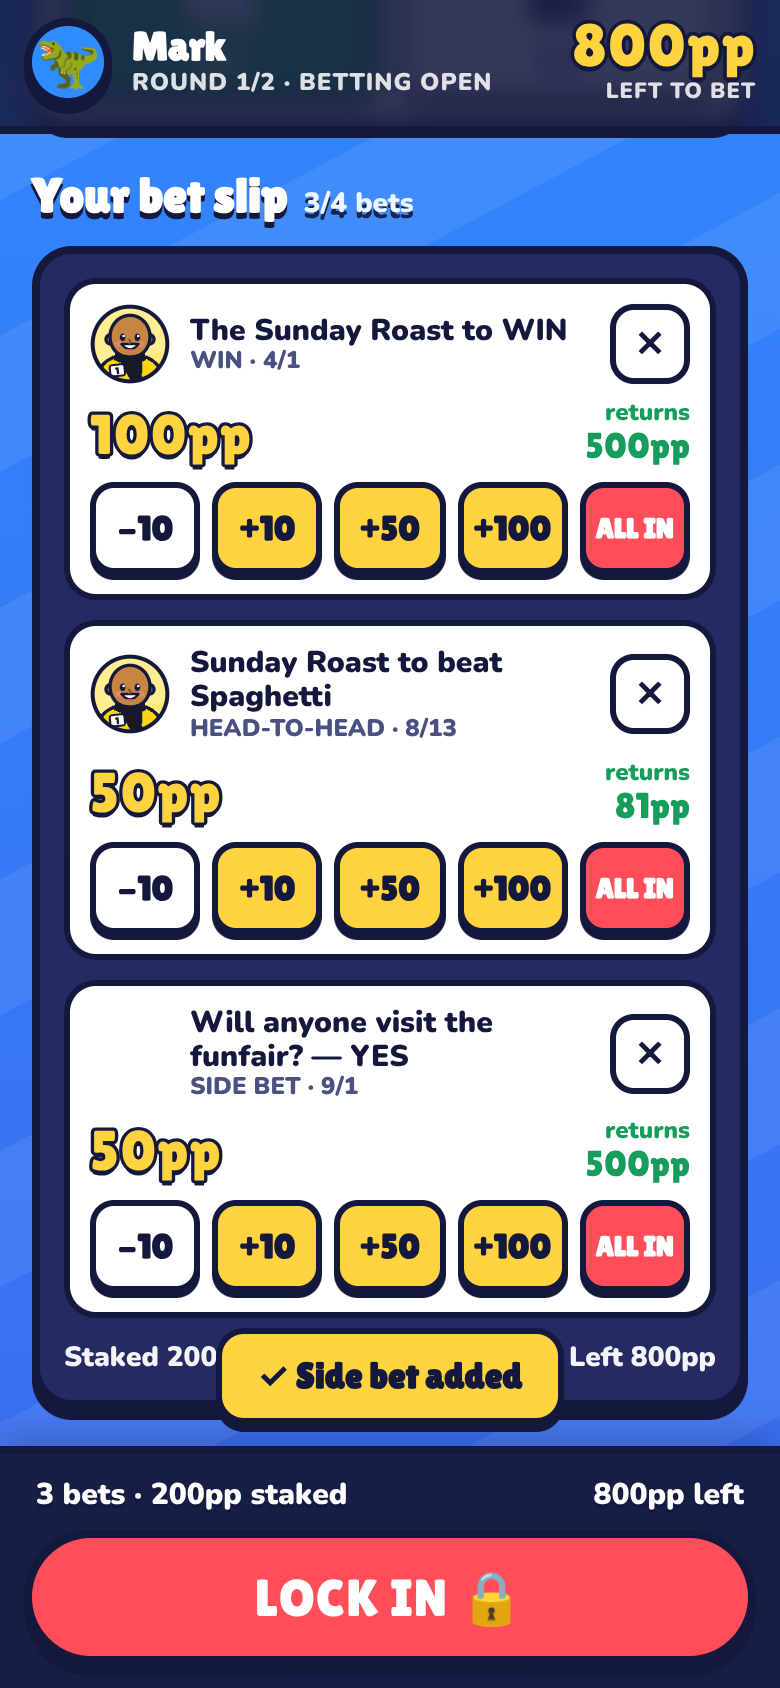 Mark
ROUND 1/2 · BETTING OPEN
800pp
LEFT TO BET
Your bet slip 3/4 bets
The Sunday Roast to WIN
WIN · 4/1
✕
100pp
returns
500pp
–10 +10 +50 +100 ALL IN
1
Sunday Roast to beat
Spaghetti
HEAD-TO-HEAD · 8/13
✕
50pp
returns
81pp
–10 +10 +50 +100 ALL IN
1
Will anyone visit the
funfair? — YES
SIDE BET · 9/1
✕
50pp
returns
500pp
–10 +10 +50 +100 ALL IN
Staked 200
✓ Side bet added
Left 800pp
3 bets · 200pp staked
800pp left
LOCK IN 🔒